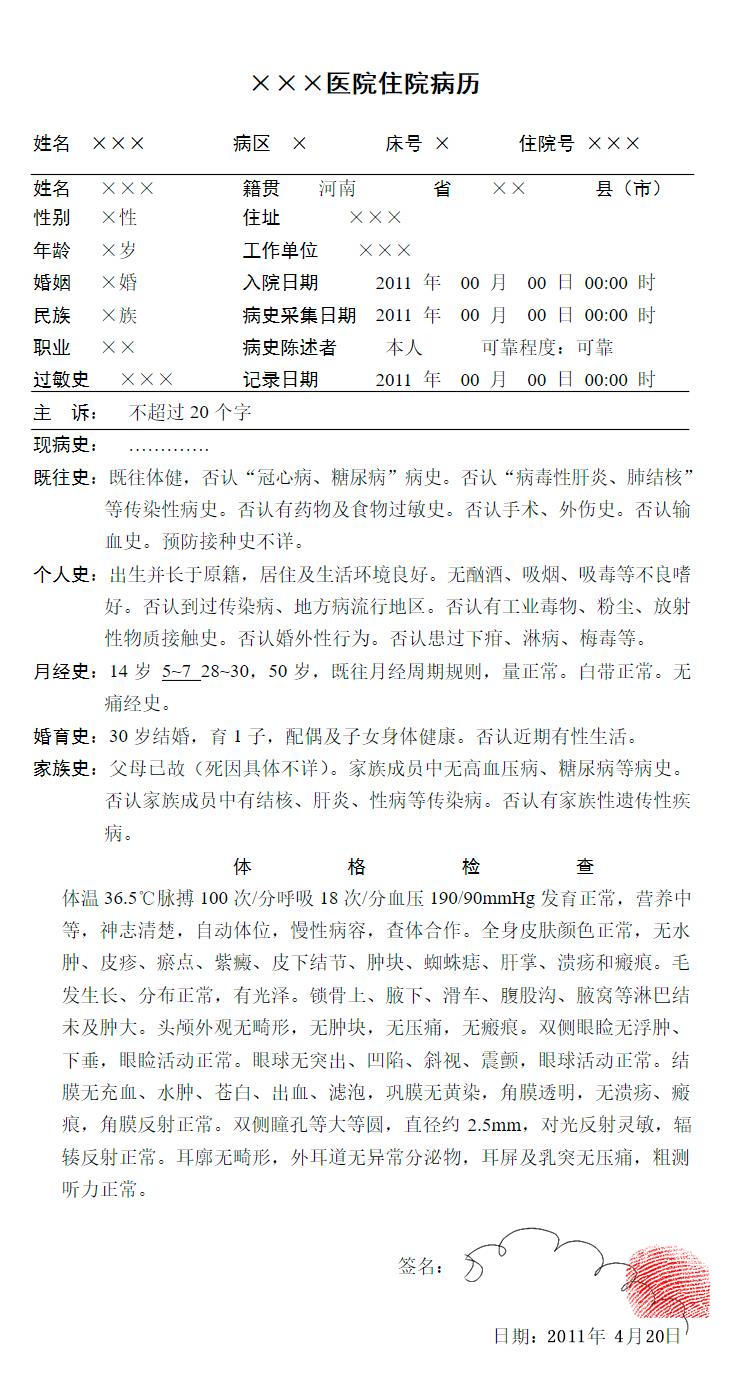 ×××医院住院病历
姓名 ××× 病区 × 床号 × 住院号 ×××
姓名 ××× 籍贯 河南 省 ×× 县（市）
性别 ×性 住址 ×××
年龄 ×岁 工作单位 ×××
婚姻 ×婚 入院日期 2011 年 00 月 00 日 00:00 时
民族 ×族 病史采集日期 2011 年 00 月 00 日 00:00 时
职业 ×× 病史陈述者 本人 可靠程度：可靠
过敏史 ××× 记录日期 2011 年 00 月 00 日 00:00 时
主 诉： 不超过 20 个字
现病史： ………….
既往史：既往体健，否认“冠心病、糖尿病”病史。否认“病毒性肝炎、肺结核”
等传染性病史。否认有药物及食物过敏史。否认手术、外伤史。否认输
血史。预防接种史不详。
个人史：出生并长于原籍，居住及生活环境良好。无酗酒、吸烟、吸毒等不良嗜
好。否认到过传染病、地方病流行地区。否认有工业毒物、粉尘、放射
性物质接触史。否认婚外性行为。否认患过下疳、淋病、梅毒等。
月经史：14 岁 5~7 28~30，50 岁，既往月经周期规则，量正常。白带正常。无
痛经史。
婚育史：30 岁结婚，育 1 子，配偶及子女身体健康。否认近期有性生活。
家族史：父母已故（死因具体不详）。家族成员中无高血压病、糖尿病等病史。
否认家族成员中有结核、肝炎、性病等传染病。否认有家族性遗传性疾
病。
体 格 检 查
体温 36.5℃脉搏 100 次/分呼吸 18 次/分血压 190/90mmHg 发育正常，营养中
等，神志清楚，自动体位，慢性病容，查体合作。全身皮肤颜色正常，无水
肿、皮疹、瘀点、紫癜、皮下结节、肿块、蜘蛛痣、肝掌、溃疡和瘢痕。毛
发生长、分布正常，有光泽。锁骨上、腋下、滑车、腹股沟、腋窝等淋巴结
未及肿大。头颅外观无畸形，无肿块，无压痛，无瘢痕。双侧眼睑无浮肿、
下垂，眼睑活动正常。眼球无突出、凹陷、斜视、震颤，眼球活动正常。结
膜无充血、水肿、苍白、出血、滤泡，巩膜无黄染，角膜透明，无溃疡、瘢
痕，角膜反射正常。双侧瞳孔等大等圆，直径约 2.5mm，对光反射灵敏，辐
辏反射正常。耳廓无畸形，外耳道无异常分泌物，耳屏及乳突无压痛，粗测
听力正常。
签名：
日期：2011年 4月20日